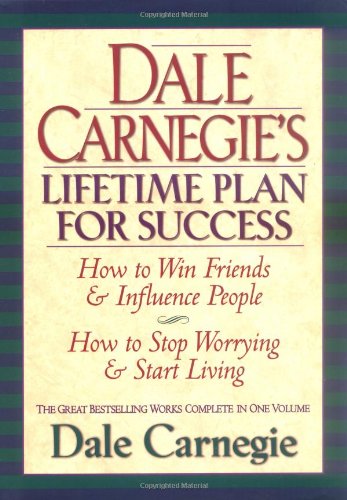 DALE
CARNEGIE'S
LIFETIME PLAN
FOR SUCCESS
How to Win Friends
& Influence People
How to Stop Worrying
& Start Living
THE GREAT BESTSELLING WORKS COMPLETE IN ONE VOLUME
Dale Carnegie